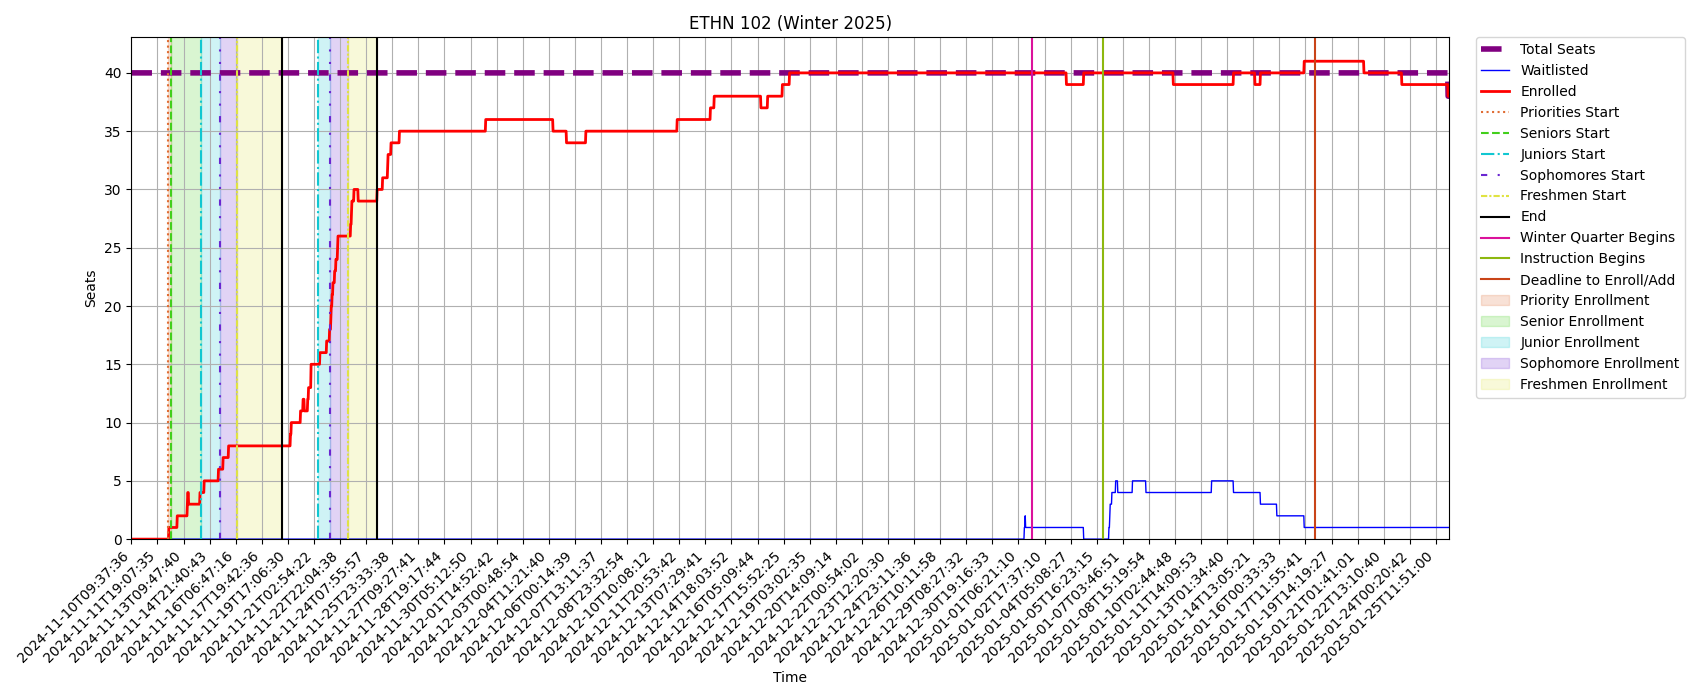 ETHN 102 (Winter 2025)
Seats
40
35
30
25
20
15
10
5
0
2024-11-10T09:37:36
2024-11-11T19:07:35
2024-11-13T09:47:40
2024-11-14T21:40:43
2024-11-16T06:47:16
2024-11-17T19:42:36
2024-11-19T17:06:30
2024-11-21T02:54:22
2024-11-22T22:04:38
2024-11-24T07:55:57
2024-11-25T23:33:38
2024-11-27T09:27:41
2024-11-28T19:17:44
2024-11-30T05:12:50
2024-12-01T14:52:42
2024-12-03T00:48:54
2024-12-04T11:21:40
2024-12-06T00:14:39
2024-12-07T13:11:37
2024-12-08T23:32:54
2024-12-10T10:08:12
2024-12-11T20:53:42
2024-12-13T07:29:41
2024-12-14T18:03:52
2024-12-16T05:09:44
2024-12-17T15:52:25
2024-12-19T03:02:35
2024-12-20T14:09:14
2024-12-22T00:54:02
2024-12-23T12:20:30
2024-12-24T23:11:36
2024-12-26T10:11:58
2024-12-29T08:27:32
2024-12-30T19:16:33
2025-01-01T06:21:10
2025-01-02T17:37:10
2025-01-04T05:08:27
2025-01-05T16:23:15
2025-01-07T03:46:51
2025-01-08T15:19:54
2025-01-10T02:44:48
2025-01-11T14:09:53
2025-01-13T01:34:40
2025-01-14T13:05:21
2025-01-16T00:33:33
2025-01-17T11:55:41
2025-01-19T14:19:27
2025-01-21T01:41:01
2025-01-22T13:10:40
2025-01-24T00:20:42
2025-01-25T11:51:00
Time
Total Seats
Waitlisted
Enrolled
Priorities Start
Seniors Start
Juniors Start
Sophomores Start
Freshmen Start
End
Winter Quarter Begins
Instruction Begins
Deadline to Enroll/Add
Priority Enrollment
Senior Enrollment
Junior Enrollment
Sophomore Enrollment
Freshmen Enrollment